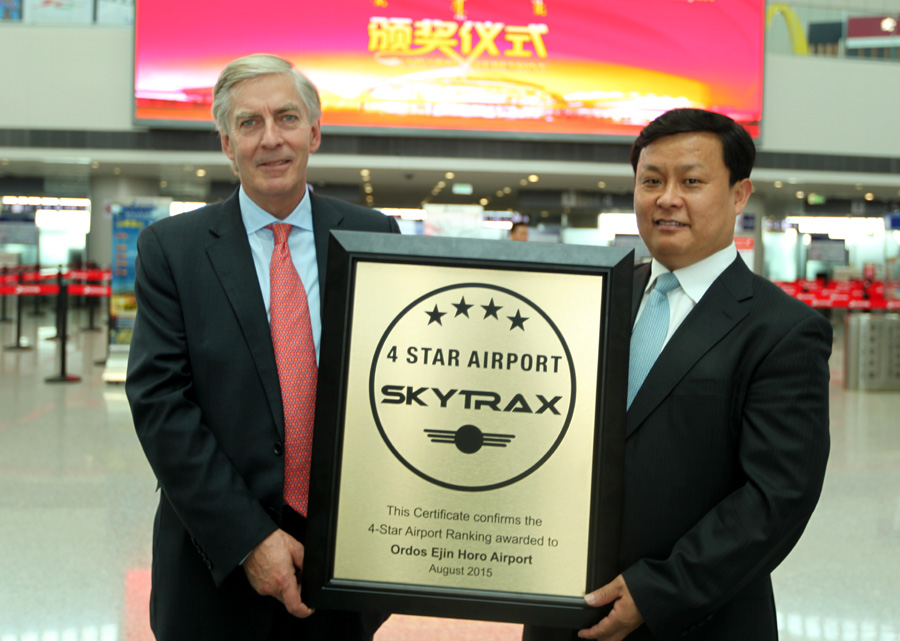 颁奖仪式
4 STAR AIRPORT
SKYTRAX
This Certificate confirms the
4-Star Airport Ranking awarded to
Ordos Ejin Horo Airport
August 2015